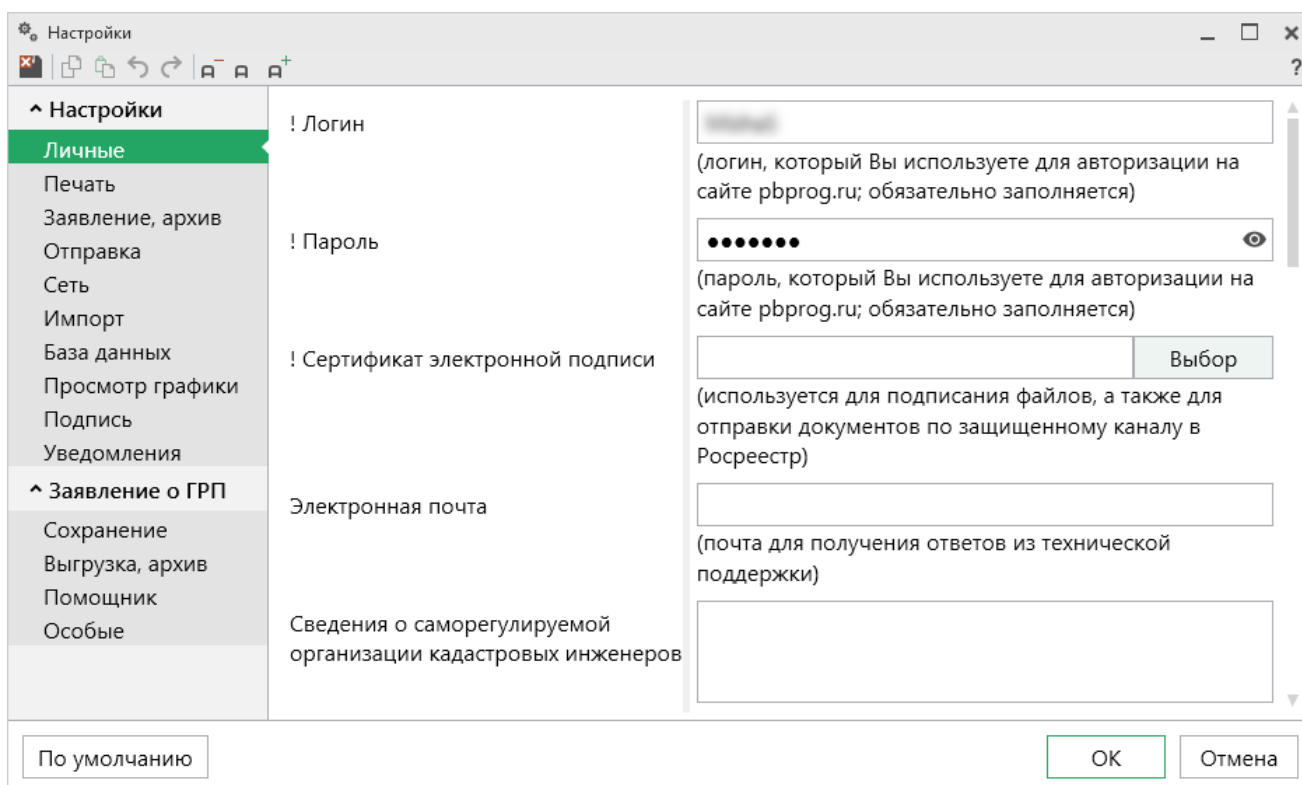 Настройки
?
^ Настройки
Личные
Печать
Заявление, архив
Отправка
Сеть
Импорт
База данных
Просмотр графики
Подпись
Уведомления
^ Заявление о ГРП
Сохранение
Выгрузка, архив
Помощник
Особые
! Логин
(логин, который Вы используете для авторизации на
сайте pbprog.ru; обязательно заполняется)
! Пароль
●●●●●●●
(пароль, который Вы используете для авторизации на
сайте pbprog.ru; обязательно заполняется)
! Сертификат электронной подписи
Выбор
(используется для подписания файлов, а также для
отправки документов по защищенному каналу в
Росреестр)
Электронная почта
(почта для получения ответов из технической
поддержки)
Сведения о саморегулируемой
организации кадастровых инженеров
По умолчанию
ОК
Отмена